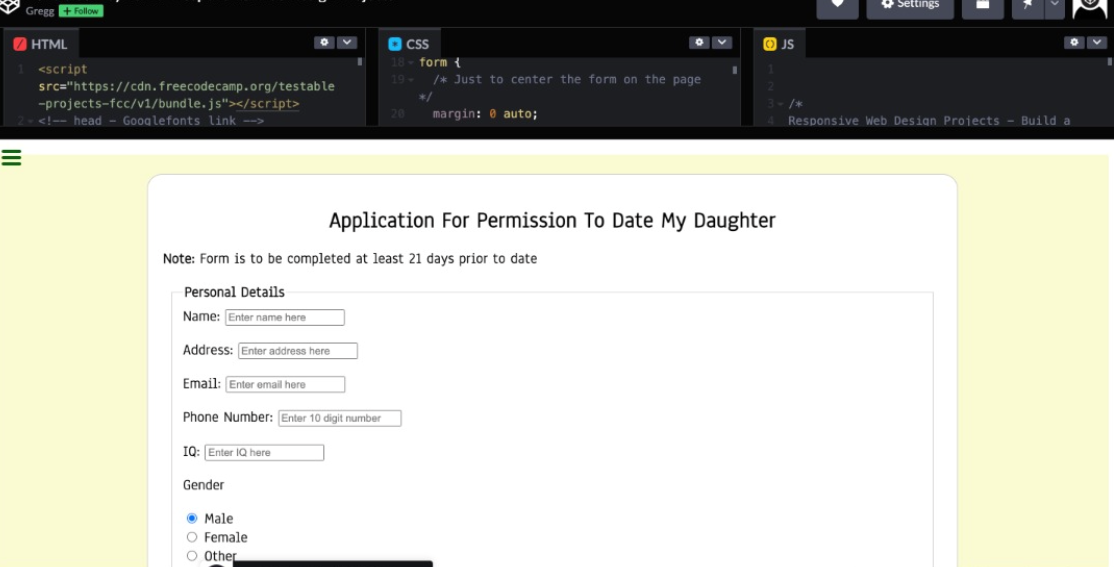 Gregg + Follow
Settings
HTML
CSS
JS
1 <script
src="https://cdn.freecodecamp.org/testable
-projects-fcc/v1/bundle.js"></script>
2 <!-- head - Googlefonts link -->
18 form {
19 /* Just to center the form on the page
*/
20 margin: 0 auto;
1
2
3 /*
4 Responsive Web Design Projects - Build a
Application For Permission To Date My Daughter
Note: Form is to be completed at least 21 days prior to date
Personal Details
Name: Enter name here
Address: Enter address here
Email: Enter email here
Phone Number: Enter 10 digit number
IQ: Enter IQ here
Gender
Male
Female
Other